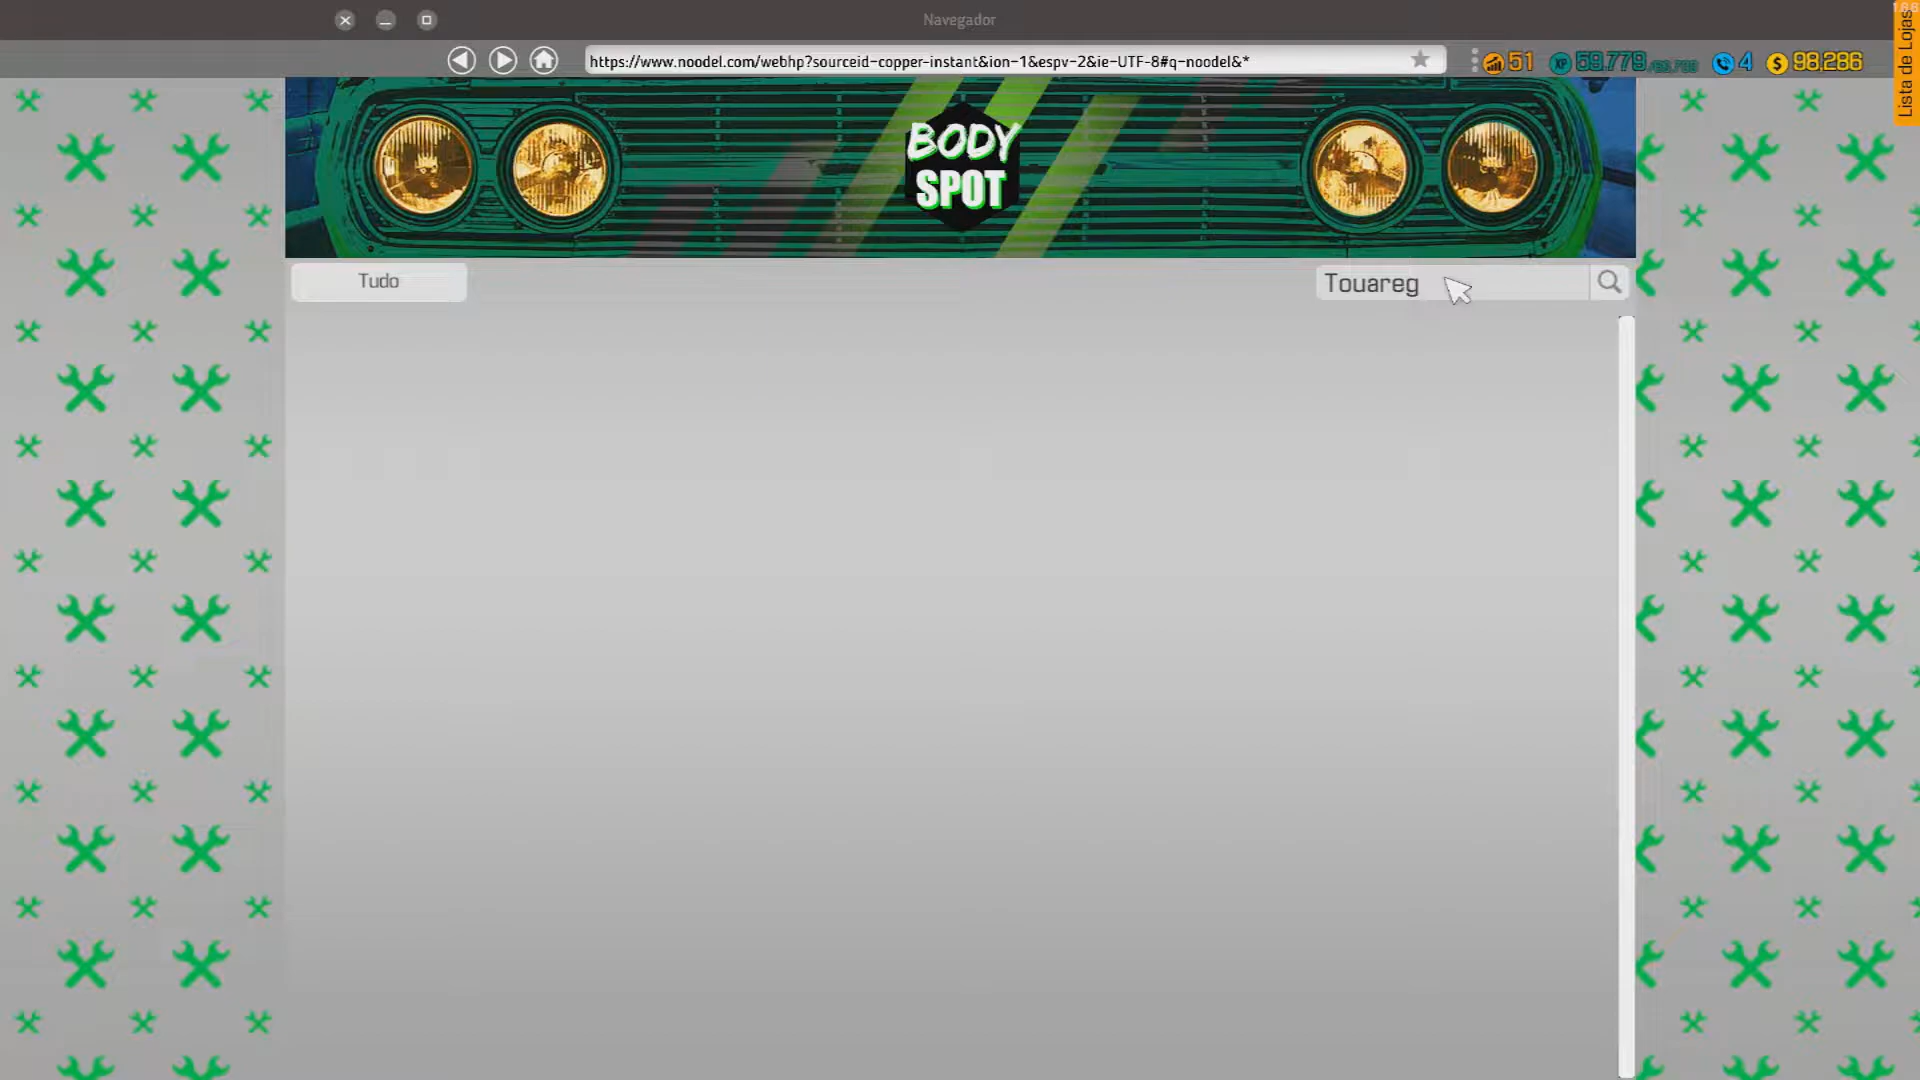 Navegador
https://www.noodel.com/webhp?sourceid-copper-instant&ion-1&espv-2&ie-UTF-8#q-noodel&*
51
XP 59,779
4
$ 98,286
Lista de Lojas
BODY
SPOT
Tudo
Touareg